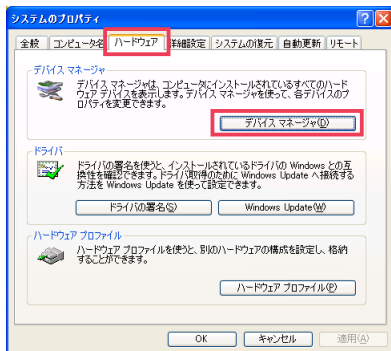 システムのプロパティ
全般 コンピュータ名 ハードウェア 詳細設定 システムの復元 自動更新 リモート
デバイス マネージャ
デバイス マネージャは、コンピュータにインストールされているすべてのハード
ウェア デバイスを表示します。デバイス マネージャを使って、各デバイスのプ
ロパティを変更できます。
デバイス マネージャ(D)
ドライバ
ドライバの署名を使うと、インストールされているドライバの Windows との互
換性を確認できます。ドライバ取得のために Windows Update へ接続する
方法を Windows Update を使って設定できます。
ドライバの署名(S) Windows Update(W)
ハードウェア プロファイル
ハードウェア プロファイルを使うと、別のハードウェアの構成を設定し、格納
することができます。
ハードウェア プロファイル(P)
OK キャンセル 適用(A)